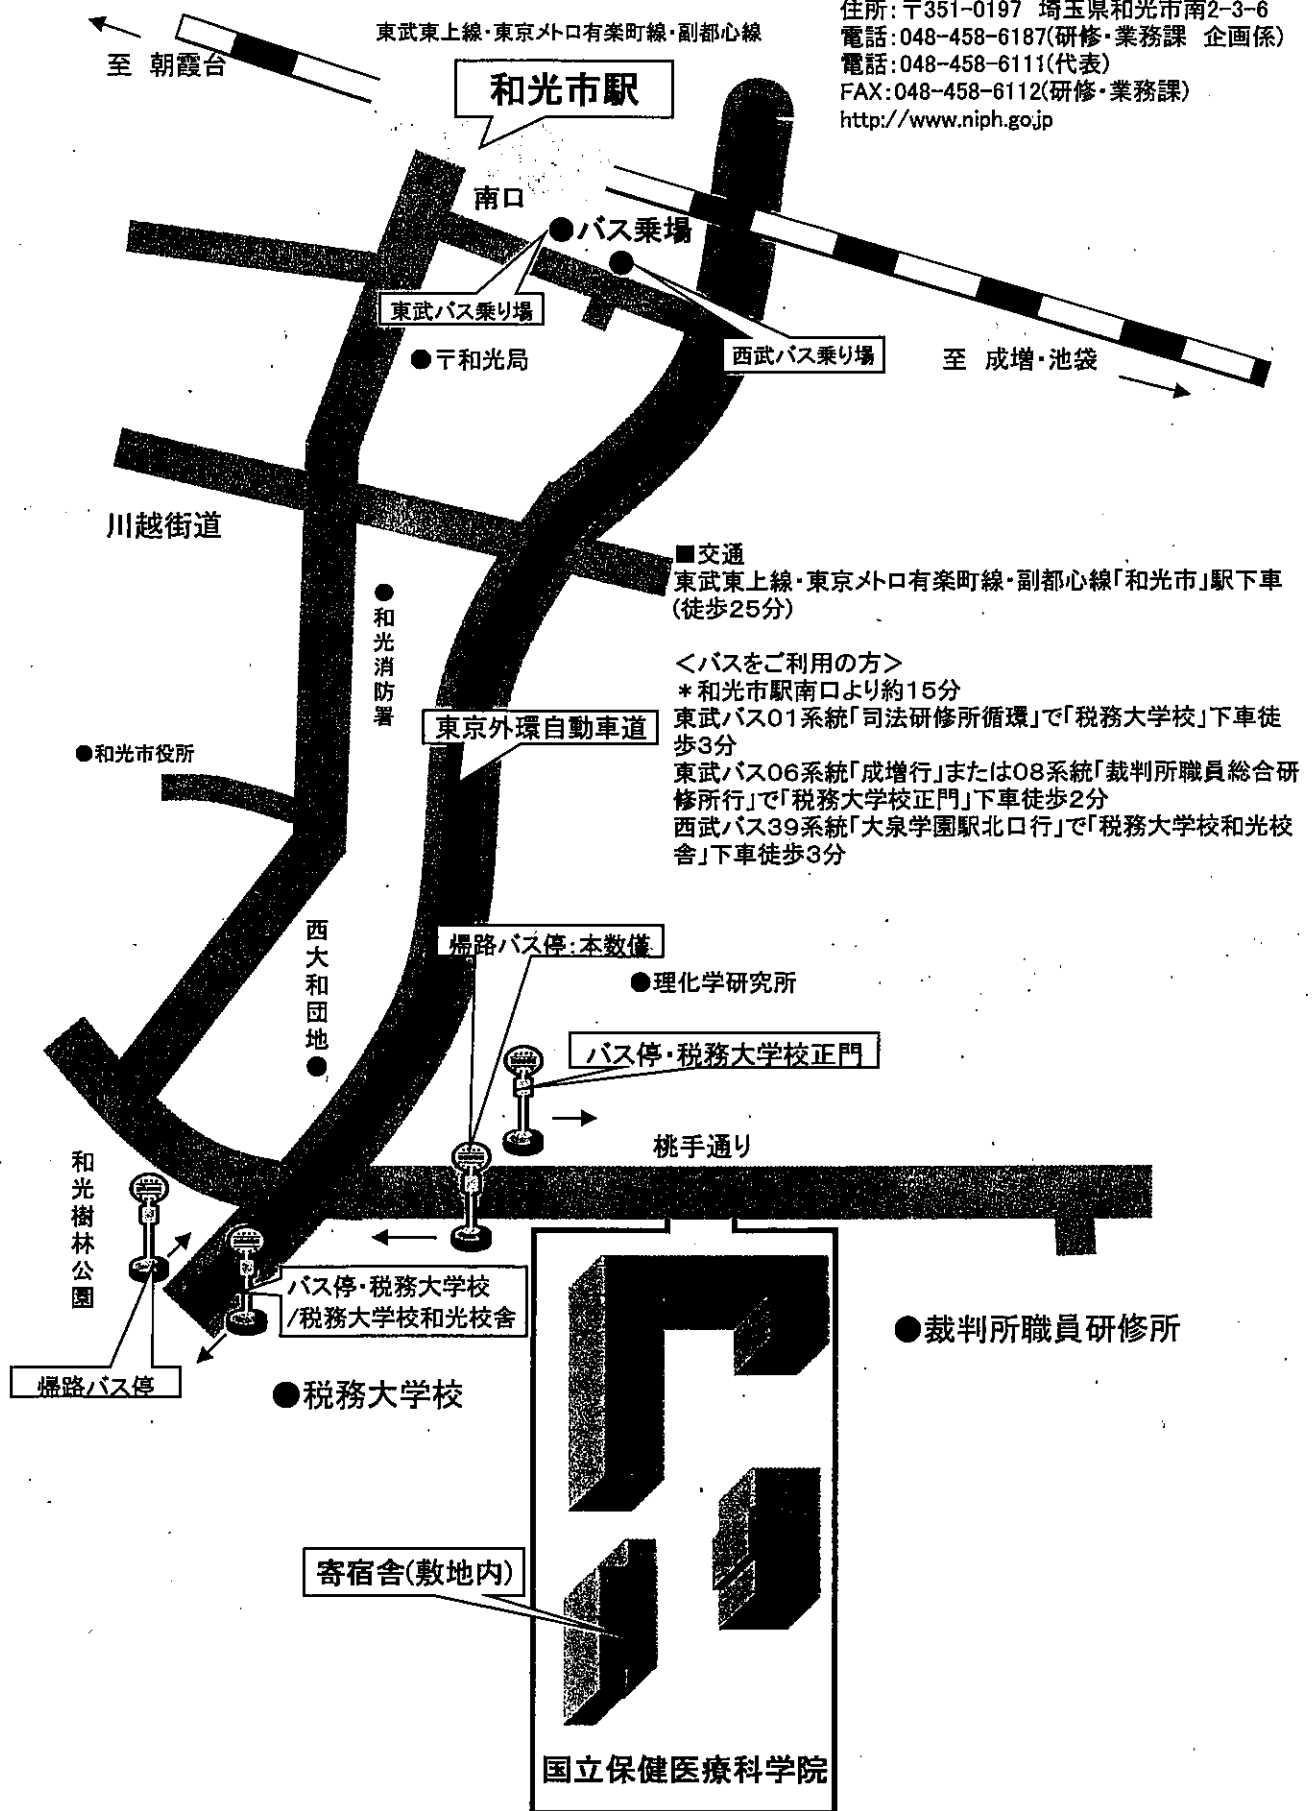 住所:〒351-0197 埼玉県和光市南2-3-6
電話:048-458-6187(研修・業務課 企画係)
電話:048-458-6111(代表)
FAX:048-458-6112(研修・業務課)
http://www.niph.go.jp
東武東上線・東京メトロ有楽町線・副都心線
至 朝霞台
和光市駅
南口
●バス乗場
東武バス乗り場
西武バス乗り場
●〒和光局
至 成増・池袋
川越街道
■交通
東武東上線・東京メトロ有楽町線・副都心線「和光市」駅下車
(徒歩25分)
<バスをご利用の方>
*和光市駅南口より約15分
東武バス01系統「司法研修所循環」で「税務大学校」下車徒
歩3分
東武バス06系統「成増行」または08系統「裁判所職員総合研
修所行」で「税務大学校正門」下車徒歩2分
西武バス39系統「大泉学園駅北口行」で「税務大学校和光校
舎」下車徒歩3分
●和光消防署
東京外環自動車道
●和光市役所
西大和団地●
帰路バス停:本数僅
●理化学研究所
バス停・税務大学校正門
桃手通り
和光樹林公園
バス停・税務大学校
/税務大学校和光校舎
帰路バス停
●税務大学校
●裁判所職員研修所
寄宿舎(敷地内)
国立保健医療科学院